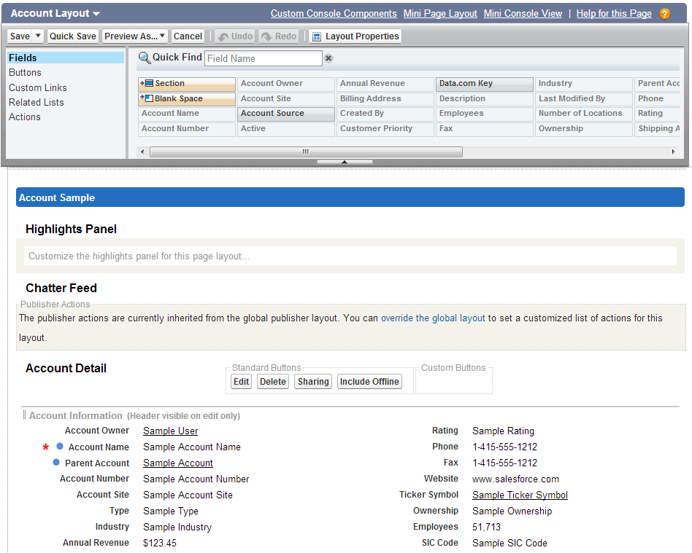 Account Layout Custom Console Components Mini Page Layout Mini Console View | Help for this Page ?
Save Quick Save Preview As... Cancel Undo Redo Layout Properties
Fields
Buttons
Custom Links
Related Lists
Actions
Quick Find Field Name
Section Account Owner Annual Revenue Data.com Key Industry Parent Acc
Blank Space Account Site Billing Address Description Last Modified By Phone
Account Name Account Source Created By Employees Number of Locations Rating
Account Number Active Customer Priority Fax Ownership Shipping A
Account Sample
Highlights Panel
Customize the highlights panel for this page layout...
Chatter Feed
Publisher Actions
The publisher actions are currently inherited from the global publisher layout. You can override the global layout to set a customized list of actions for this
layout.
Account Detail
Standard Buttons Custom Buttons
Edit Delete Sharing Include Offline
Account Information (Header visible on edit only)
Account Owner Sample User Rating Sample Rating
* Account Name Sample Account Name Phone 1-415-555-1212
Parent Account Sample Account Fax 1-415-555-1212
Account Number Sample Account Number Website www.salesforce.com
Account Site Sample Account Site Ticker Symbol Sample Ticker Symbol
Type Sample Type Ownership Sample Ownership
Industry Sample Industry Employees 51,713
Annual Revenue $123.45 SIC Code Sample SIC Code